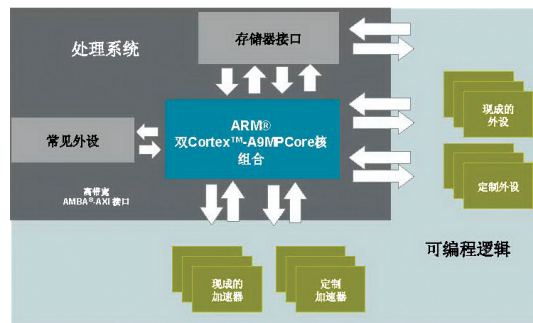 处理系统
存储器接口
常见外设
ARM®
双Cortex™-A9MPCore核
组合
高带宽
AMBA®-AXI 接口
现成的
外设
定制外设
可编程逻辑
现成的
加速器
定制
加速器